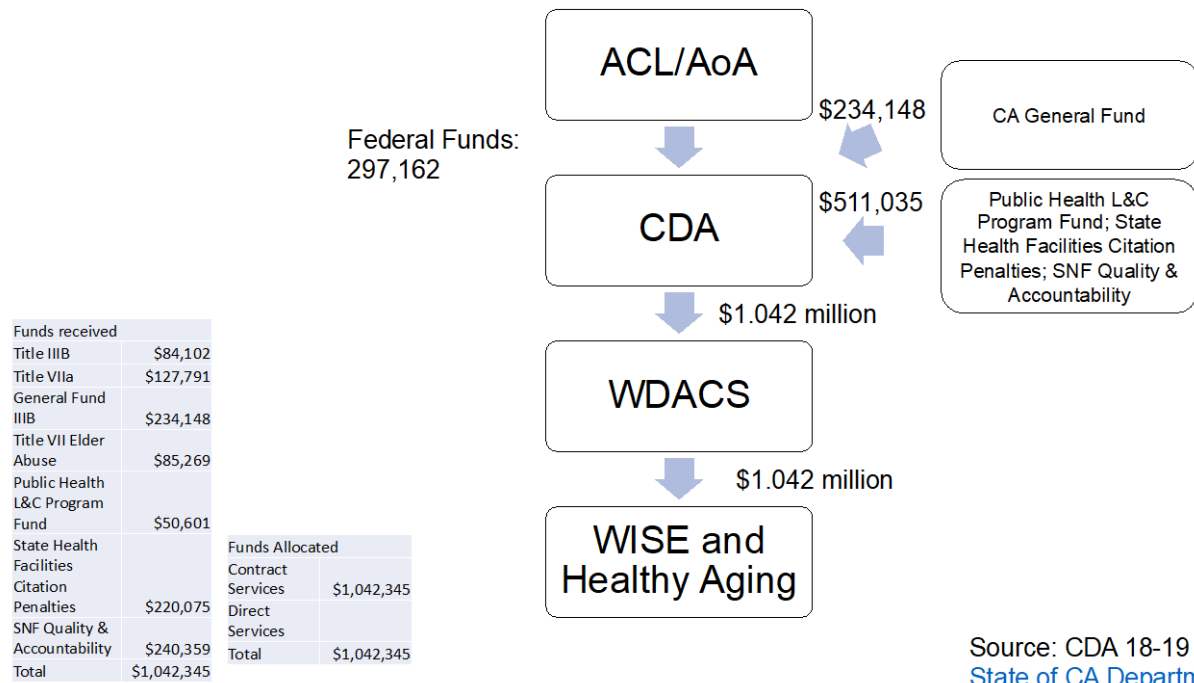 ACL/AoA
$234,148
CA General Fund
Federal Funds:
297,162
CDA
$511,035
Public Health L&C
Program Fund; State
Health Facilities Citation
Penalties; SNF Quality &
Accountability
$1.042 million
WDACS
$1.042 million
WISE and
Healthy Aging
Funds received
Title IIIB $84,102
Title VIIa $127,791
General Fund
IIIB $234,148
Title VII Elder
Abuse $85,269
Public Health
L&C Program
Fund $50,601
State Health
Facilities
Citation
Penalties $220,075
SNF Quality &
Accountability $240,359
Total $1,042,345
Funds Allocated
Contract
Services $1,042,345
Direct
Services
Total $1,042,345
Source: CDA 18-19
State of CA Departm